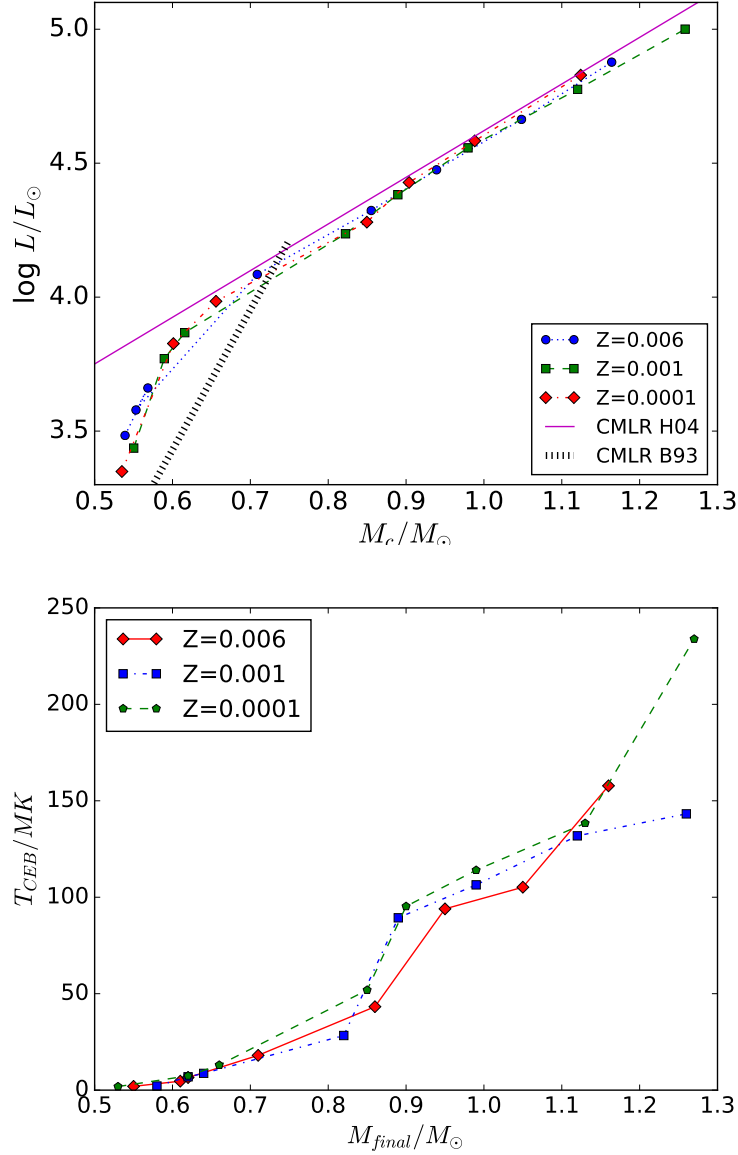 5.0
4.5
4.0
3.5
log L/L☉
Z=0.006
Z=0.001
Z=0.0001
CMLR H04
CMLR B93
0.5 0.6 0.7 0.8 0.9 1.0 1.1 1.2 1.3
M_c/M☉
250
200
150
100
50
0
T_CEB/MK
Z=0.006
Z=0.001
Z=0.0001
0.5 0.6 0.7 0.8 0.9 1.0 1.1 1.2 1.3
M_final/M☉